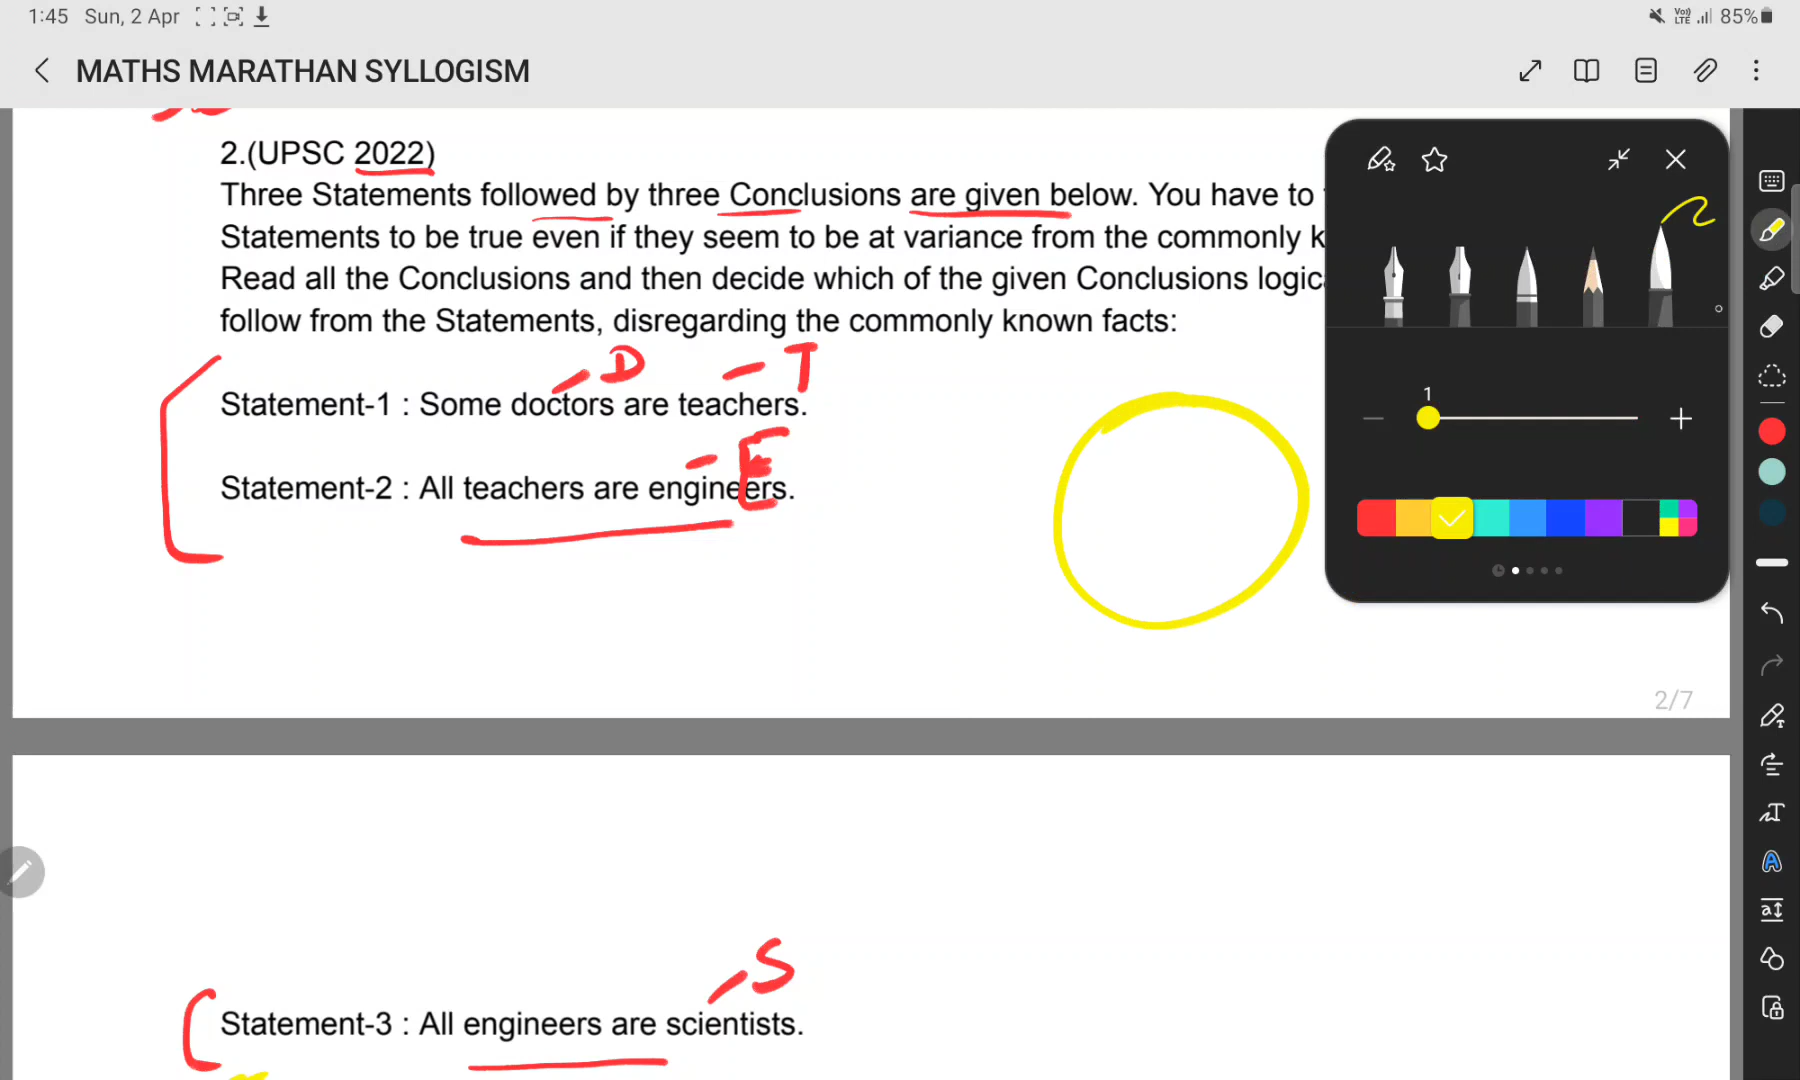 1:45 Sun, 2 Apr
Vo)) LTE 85%
MATHS MARATHAN SYLLOGISM
2.(UPSC 2022)
Three Statements followed by three Conclusions are given below. You have to
Statements to be true even if they seem to be at variance from the commonly k
Read all the Conclusions and then decide which of the given Conclusions logic
follow from the Statements, disregarding the commonly known facts:
D T
Statement-1 : Some doctors are teachers.
E
Statement-2 : All teachers are engineers.
1
2/7
S
Statement-3 : All engineers are scientists.